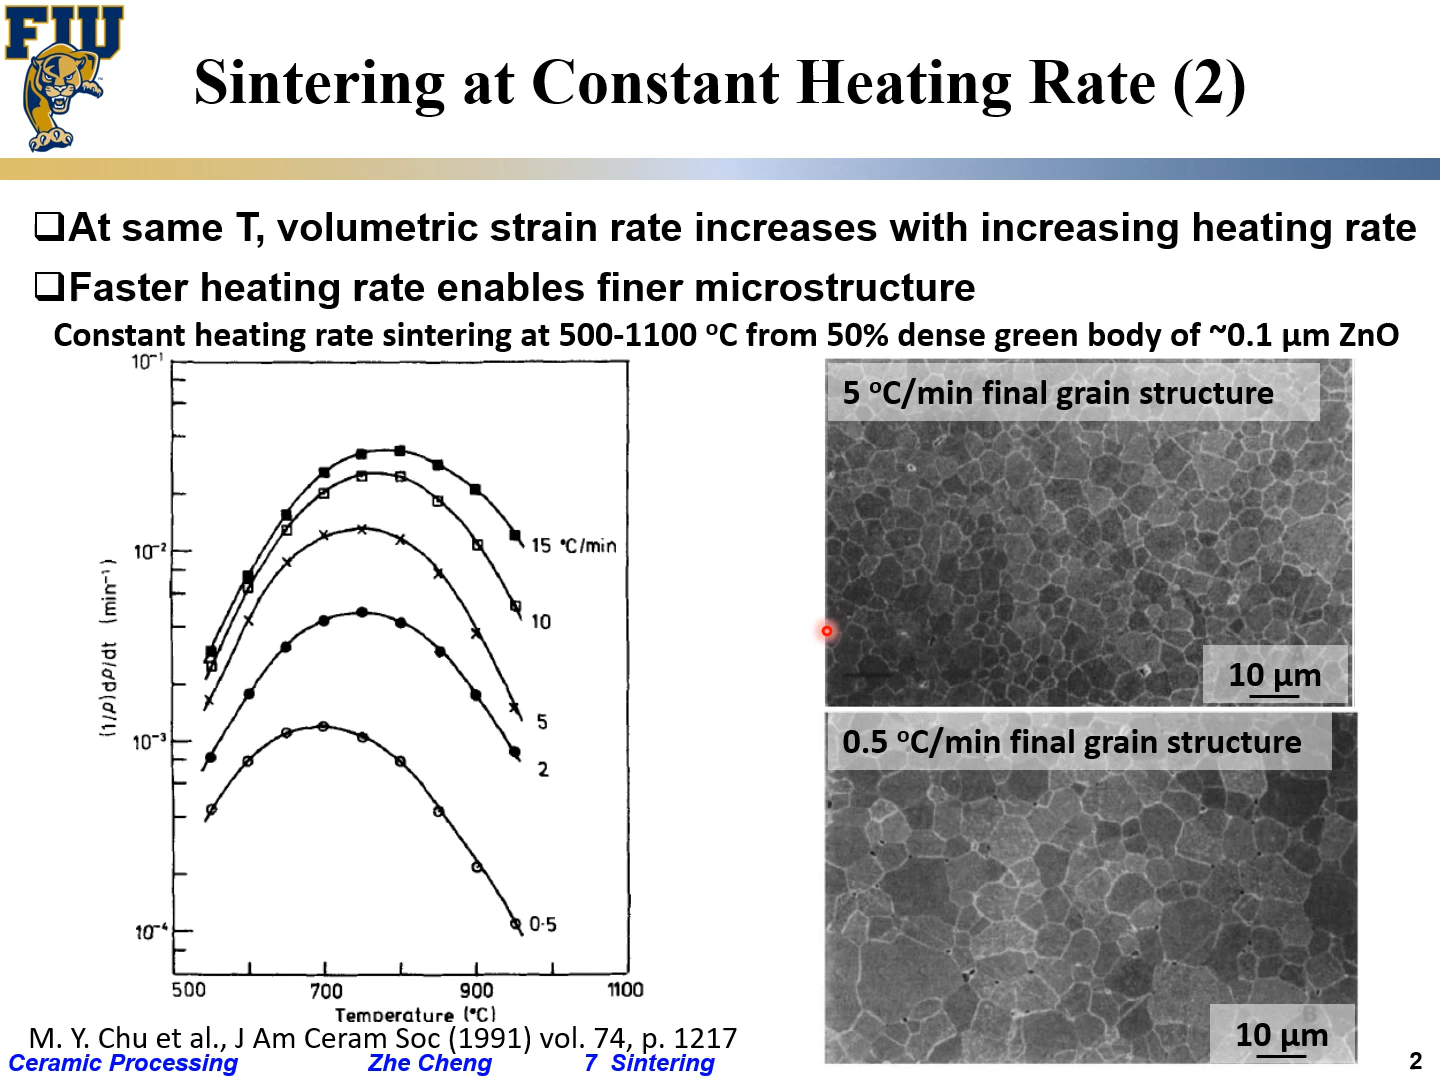 FIU
Sintering at Constant Heating Rate (2)
❑At same T, volumetric strain rate increases with increasing heating rate
❑Faster heating rate enables finer microstructure
Constant heating rate sintering at 500-1100 ºC from 50% dense green body of ~0.1 µm ZnO
10⁻¹
10⁻²
10⁻³
10⁻⁴
(1/ρ)dρ/dt (min⁻¹)
15 °C/min
10
5
2
0·5
500 700 900 1100
Temperature (°C)
5 ºC/min final grain structure
10 µm
0.5 ºC/min final grain structure
10 µm
M. Y. Chu et al., J Am Ceram Soc (1991) vol. 74, p. 1217
Ceramic Processing Zhe Cheng 7 Sintering 2